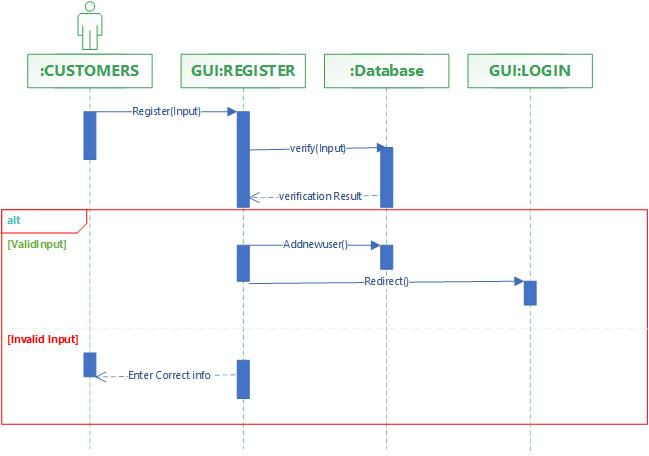 :CUSTOMERS
GUI:REGISTER
:Database
GUI:LOGIN
Register(Input)
verify(Input)
verification Result
alt
[ValidInput]
Addnewuser()
Redirect()
[Invalid Input]
Enter Correct info